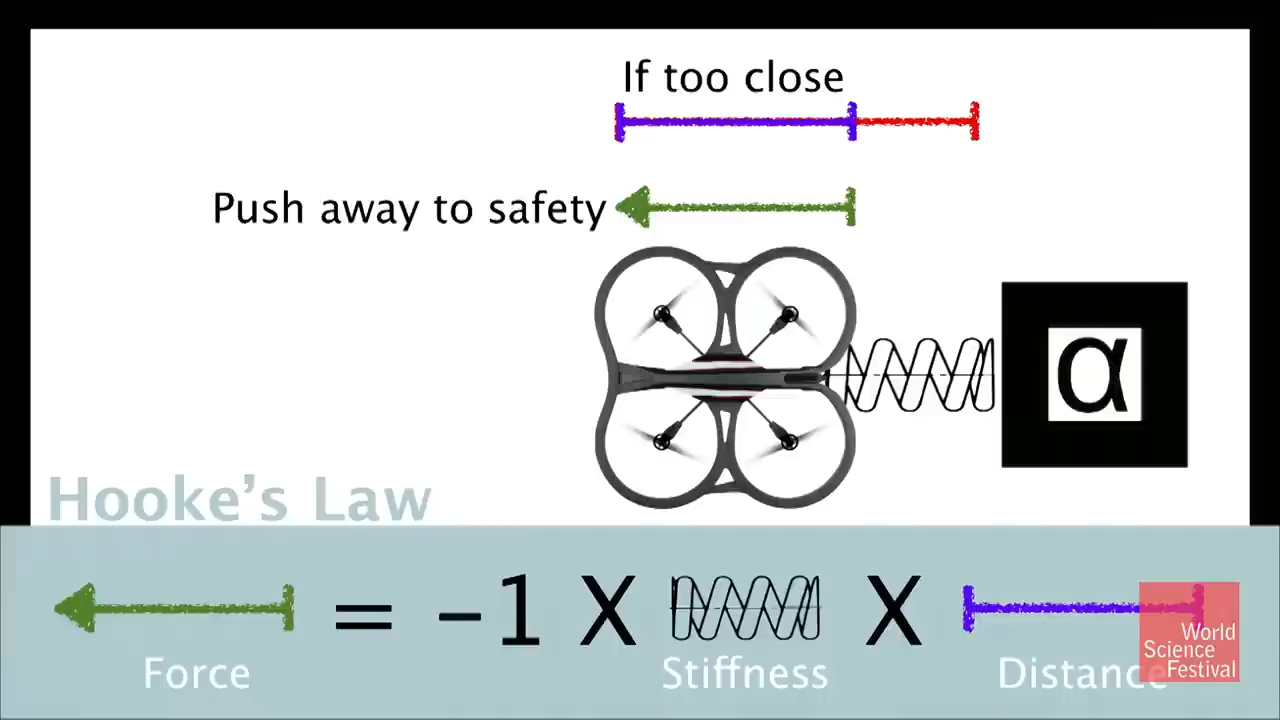 If too close
Push away to safety
α
Hooke's Law
= -1 X X
Force
Stiffness
Distance
World
Science
Festival